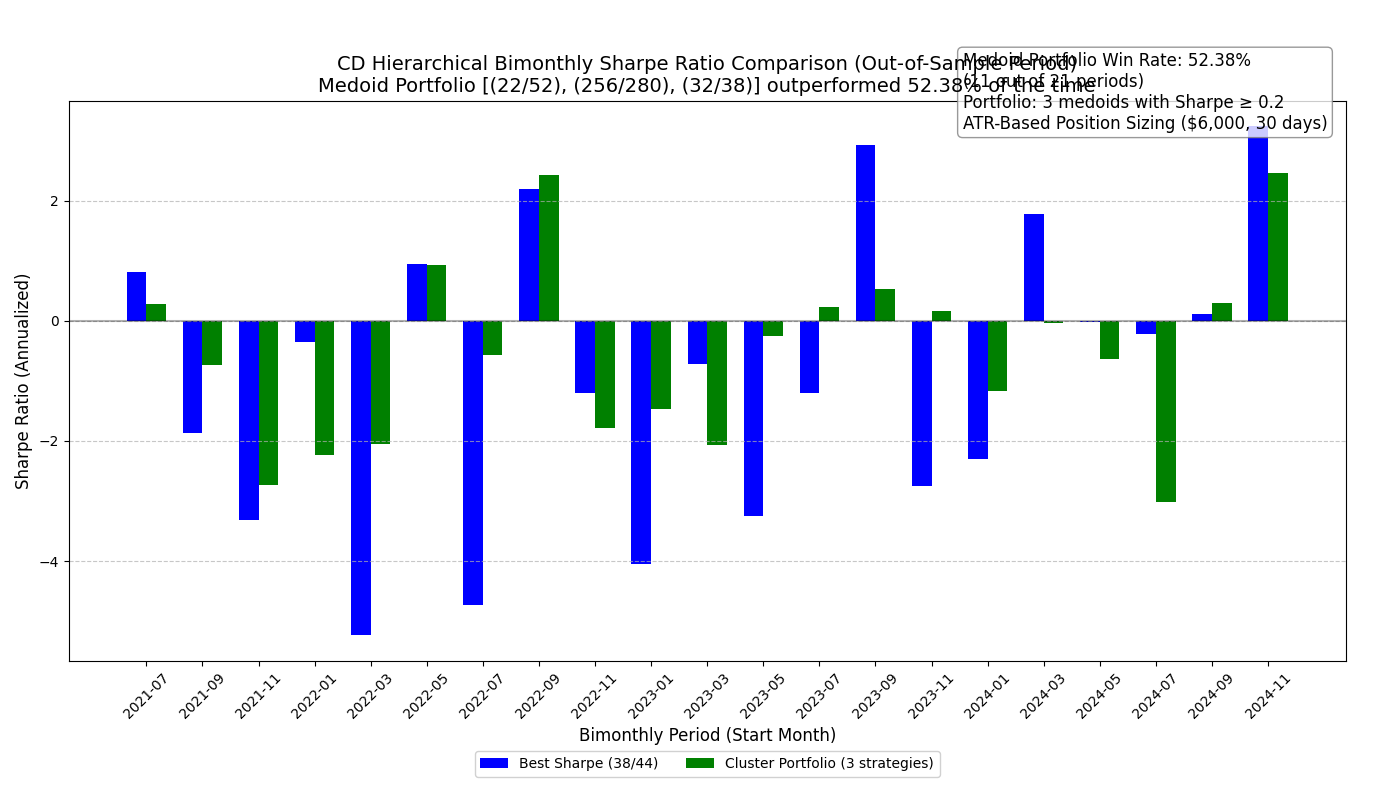 CD Hierarchical Bimonthly Sharpe Ratio Comparison (Out-of-Sample Period)
Medoid Portfolio [(22/52), (256/280), (32/38)] outperformed 52.38% of the time
Medoid Portfolio Win Rate: 52.38%
(11 out of 21 periods)
Portfolio: 3 medoids with Sharpe ≥ 0.2
ATR-Based Position Sizing ($6,000, 30 days)
Sharpe Ratio (Annualized)
2
0
−2
−4
2021-07
2021-09
2021-11
2022-01
2022-03
2022-05
2022-07
2022-09
2022-11
2023-01
2023-03
2023-05
2023-07
2023-09
2023-11
2024-01
2024-03
2024-05
2024-07
2024-09
2024-11
Bimonthly Period (Start Month)
Best Sharpe (38/44)
Cluster Portfolio (3 strategies)